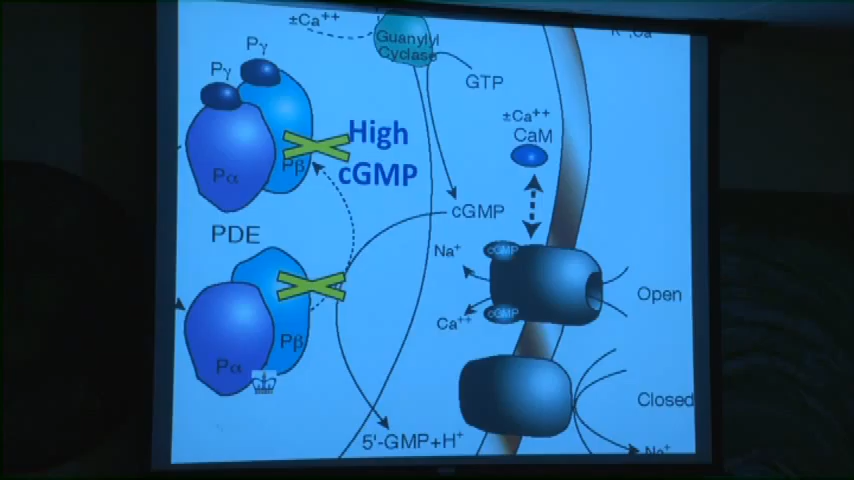 ±Ca⁺⁺
Guanylyl
Cyclase
Pγ
Pγ
GTP
±Ca⁺⁺
CaM
High
cGMP
Pβ
Pα
cGMP
PDE
Na⁺
cGMP
Open
Ca⁺⁺
cGMP
Pβ
Pα
Closed
5'-GMP+H⁺
Na⁺